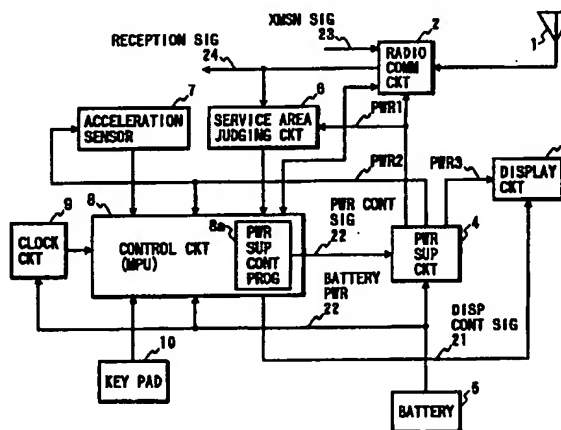 XMSN SIG
23
2
1
RECEPTION SIG
24
RADIO
COMM
CKT
7
6
ACCELERATION
SENSOR
SERVICE AREA
JUDGING CKT
PWR1
PWR2
PWR3
DISPLAY
CKT
9
8
8a
CLOCK
CKT
CONTROL CKT
(MPU)
PWR
SUP
CONT
PROG
PWR CONT
SIG
22
4
PWR
SUP
CKT
BATTERY
PWR
22
DISP
CONT SIG
21
10
KEY PAD
5
BATTERY